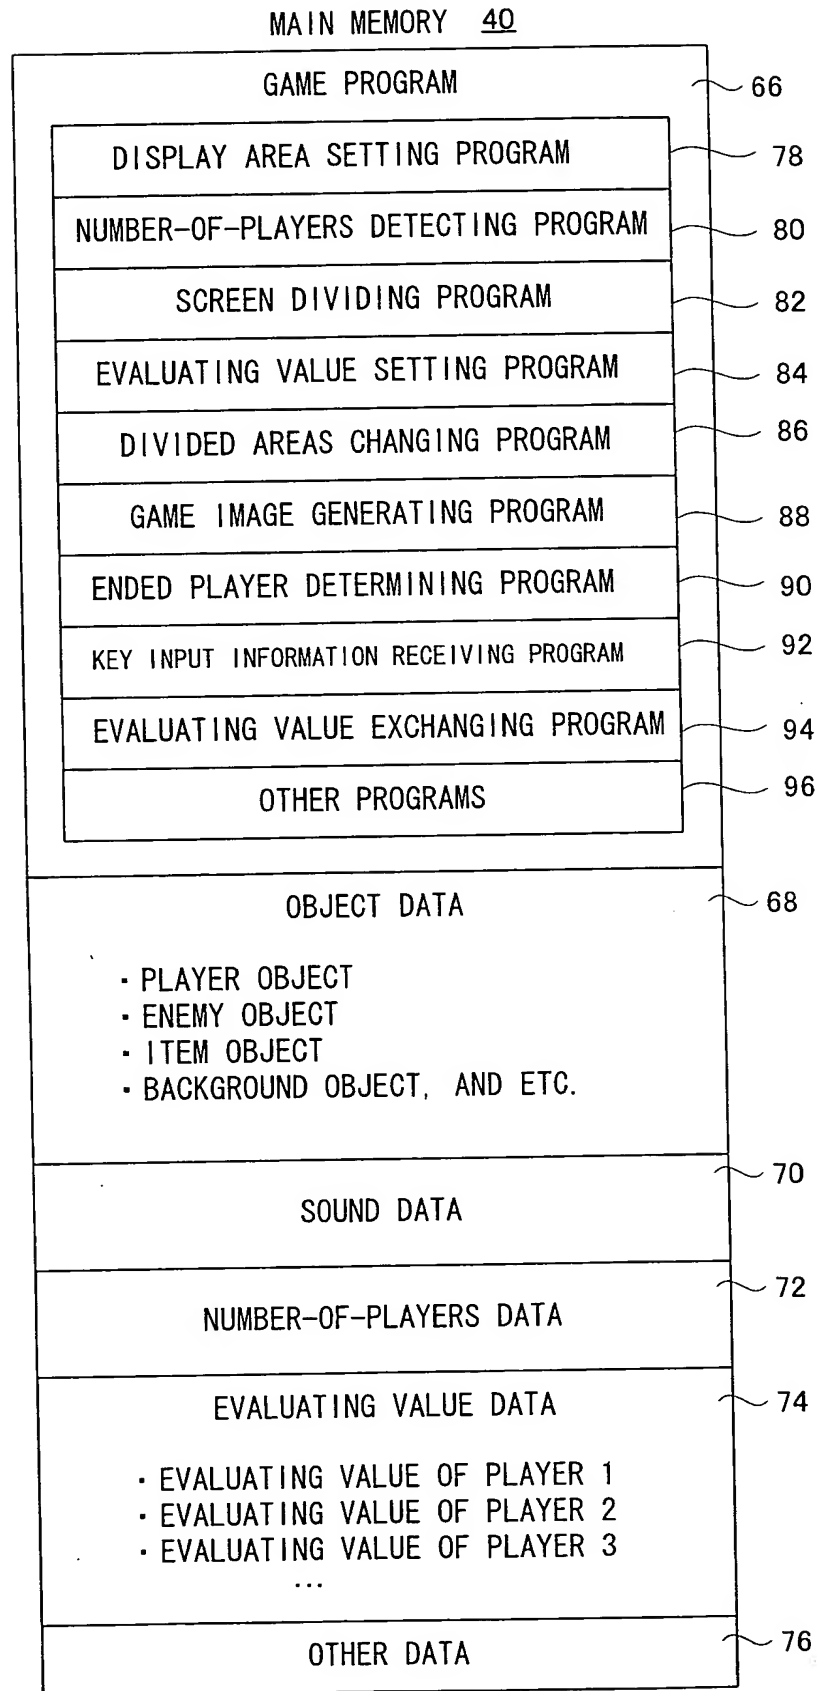 MAIN MEMORY 40
GAME PROGRAM 66
DISPLAY AREA SETTING PROGRAM 78
NUMBER-OF-PLAYERS DETECTING PROGRAM 80
SCREEN DIVIDING PROGRAM 82
EVALUATING VALUE SETTING PROGRAM 84
DIVIDED AREAS CHANGING PROGRAM 86
GAME IMAGE GENERATING PROGRAM 88
ENDED PLAYER DETERMINING PROGRAM 90
KEY INPUT INFORMATION RECEIVING PROGRAM 92
EVALUATING VALUE EXCHANGING PROGRAM 94
OTHER PROGRAMS 96
OBJECT DATA 68
· PLAYER OBJECT
· ENEMY OBJECT
· ITEM OBJECT
· BACKGROUND OBJECT, AND ETC.
SOUND DATA 70
NUMBER-OF-PLAYERS DATA 72
EVALUATING VALUE DATA 74
· EVALUATING VALUE OF PLAYER 1
· EVALUATING VALUE OF PLAYER 2
· EVALUATING VALUE OF PLAYER 3
...
OTHER DATA 76